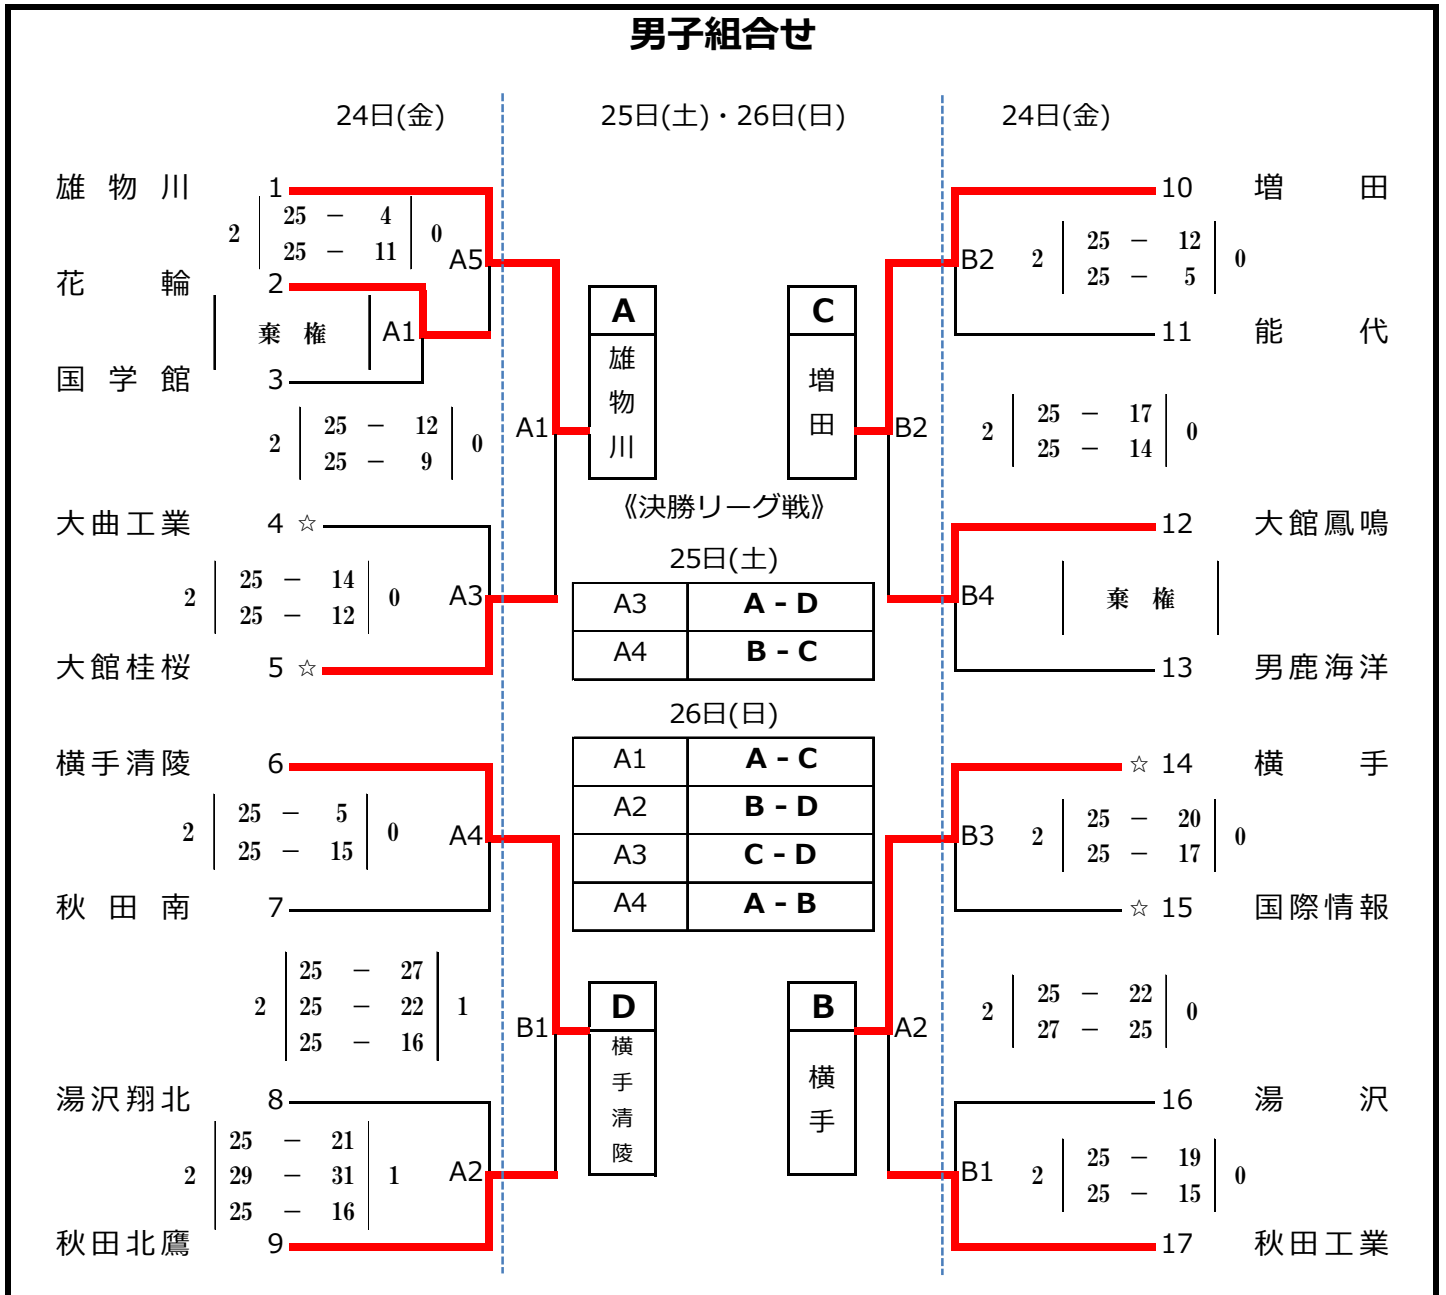 男子組合せ
24日(金)
25日(土)・26日(日)
24日(金)
雄物川 1
2 25 － 4 0
25 － 11
A5
花輪 2
棄権 A1
国学館 3
2 25 － 12 0
25 － 9
A1
大曲工業 4 ☆
2 25 － 14 0
25 － 12
A3
大館桂桜 5 ☆
横手清陵 6
2 25 － 5 0
25 － 15
A4
秋田南 7
25 － 27
2 25 － 22 1
25 － 16
B1
湯沢翔北 8
25 － 21
2 29 － 31 1
25 － 16
A2
秋田北鷹 9
A
雄物川
C
増田
《決勝リーグ戦》
25日(土)
A3 A－D
A4 B－C
26日(日)
A1 A－C
A2 B－D
A3 C－D
A4 A－B
D
横手清陵
B
横手
10 増田
B2 2 25 － 12 0
25 － 5
11 能代
B2 2 25 － 17 0
25 － 14
12 大館鳳鳴
B4 棄権
13 男鹿海洋
☆ 14 横手
B3 2 25 － 20 0
25 － 17
☆ 15 国際情報
A2 2 25 － 22 0
27 － 25
16 湯沢
B1 2 25 － 19 0
25 － 15
17 秋田工業